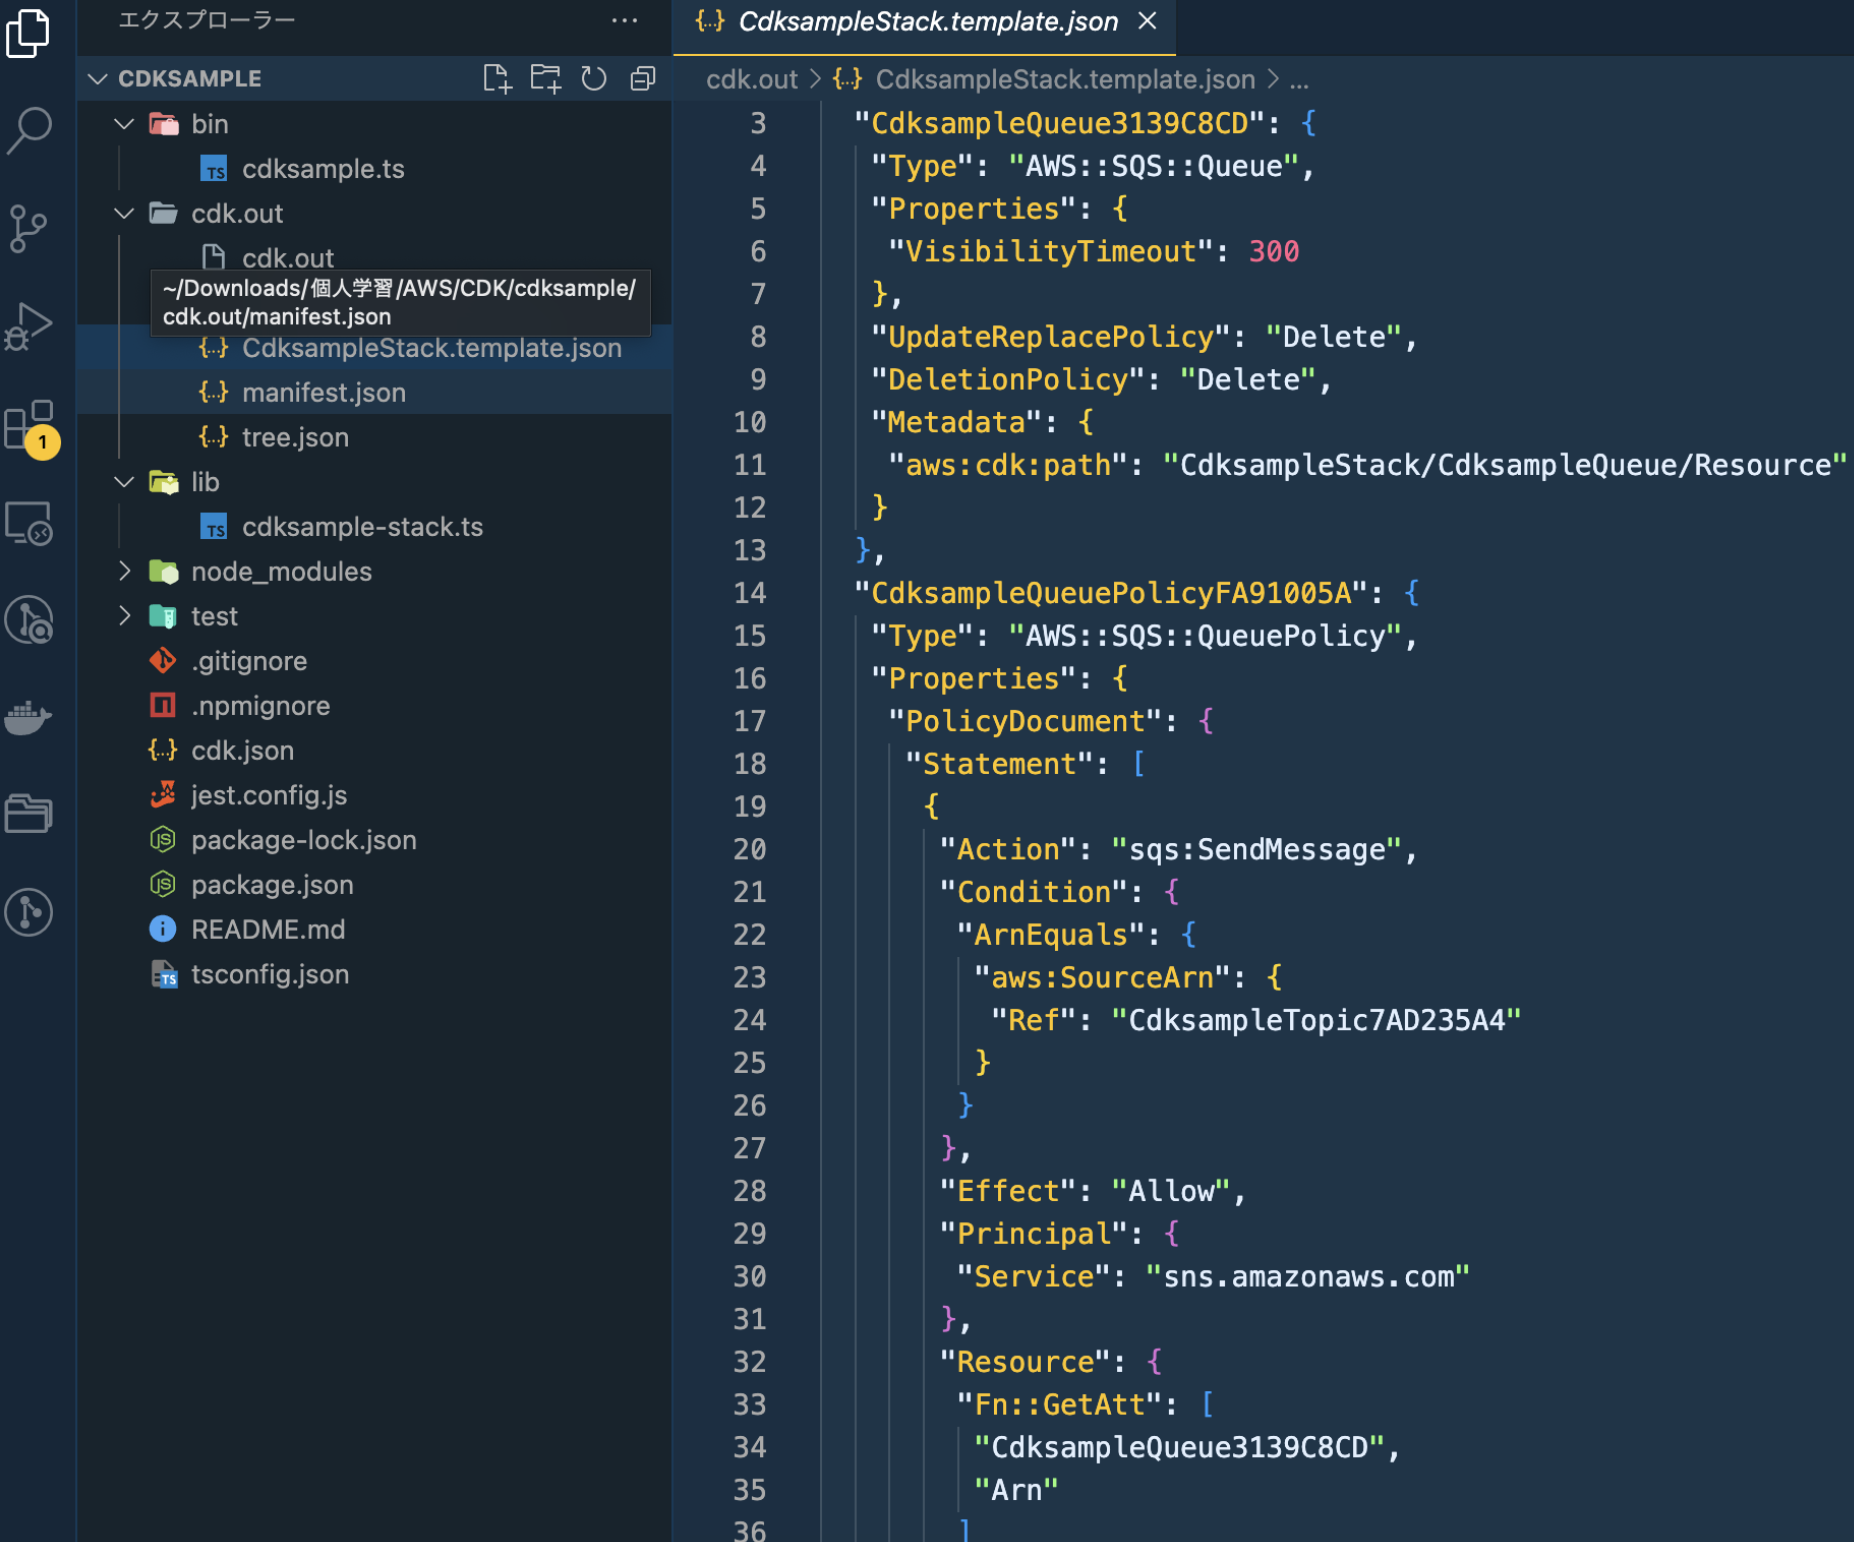 エクスプローラー
CDKSAMPLE
bin
TS cdksample.ts
cdk.out
cdk.out
~/Downloads/個人学習/AWS/CDK/cdksample/
cdk.out/manifest.json
{..} CdksampleStack.template.json
{..} manifest.json
{..} tree.json
lib
TS cdksample-stack.ts
node_modules
test
.gitignore
.npmignore
{..} cdk.json
jest.config.js
JS package-lock.json
JS package.json
i README.md
TS tsconfig.json
1
{..} CdksampleStack.template.json ×
cdk.out > {..} CdksampleStack.template.json > ...
3 "CdksampleQueue3139C8CD": {
4 "Type": "AWS::SQS::Queue",
5 "Properties": {
6 "VisibilityTimeout": 300
7 },
8 "UpdateReplacePolicy": "Delete",
9 "DeletionPolicy": "Delete",
10 "Metadata": {
11 "aws:cdk:path": "CdksampleStack/CdksampleQueue/Resource"
12 }
13 },
14 "CdksampleQueuePolicyFA91005A": {
15 "Type": "AWS::SQS::QueuePolicy",
16 "Properties": {
17 "PolicyDocument": {
18 "Statement": [
19 {
20 "Action": "sqs:SendMessage",
21 "Condition": {
22 "ArnEquals": {
23 "aws:SourceArn": {
24 "Ref": "CdksampleTopic7AD235A4"
25 }
26 }
27 },
28 "Effect": "Allow",
29 "Principal": {
30 "Service": "sns.amazonaws.com"
31 },
32 "Resource": {
33 "Fn::GetAtt": [
34 "CdksampleQueue3139C8CD",
35 "Arn"
36 ]